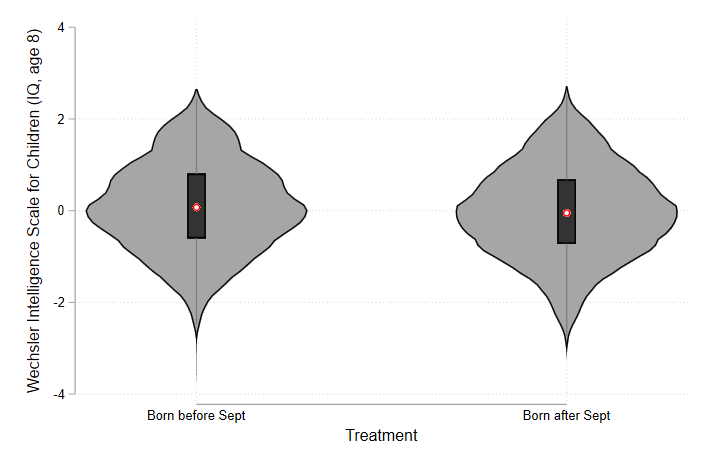 Wechsler Intelligence Scale for Children (IQ, age 8)
4
2
0
-2
-4
Born before Sept
Born after Sept
Treatment